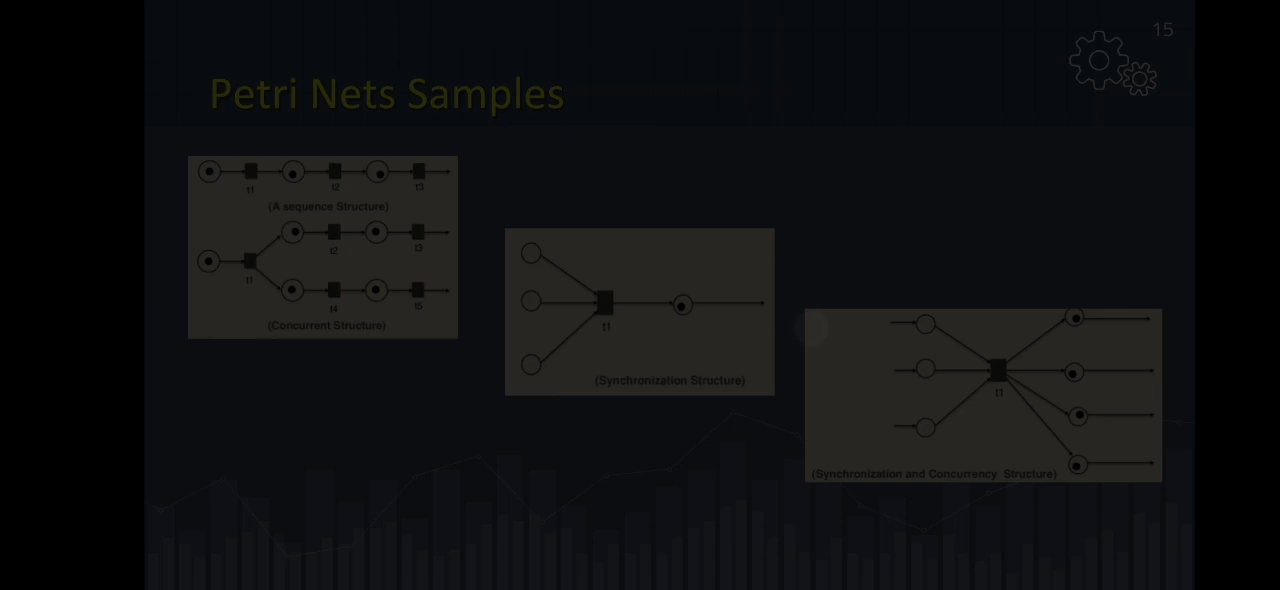 15
Petri Nets Samples
t1 t2 t3
(A sequence Structure)
t2 t3
t1
t4 t5
(Concurrent Structure)
t1
(Synchronization Structure)
t1
(Synchronization and Concurrency Structure)